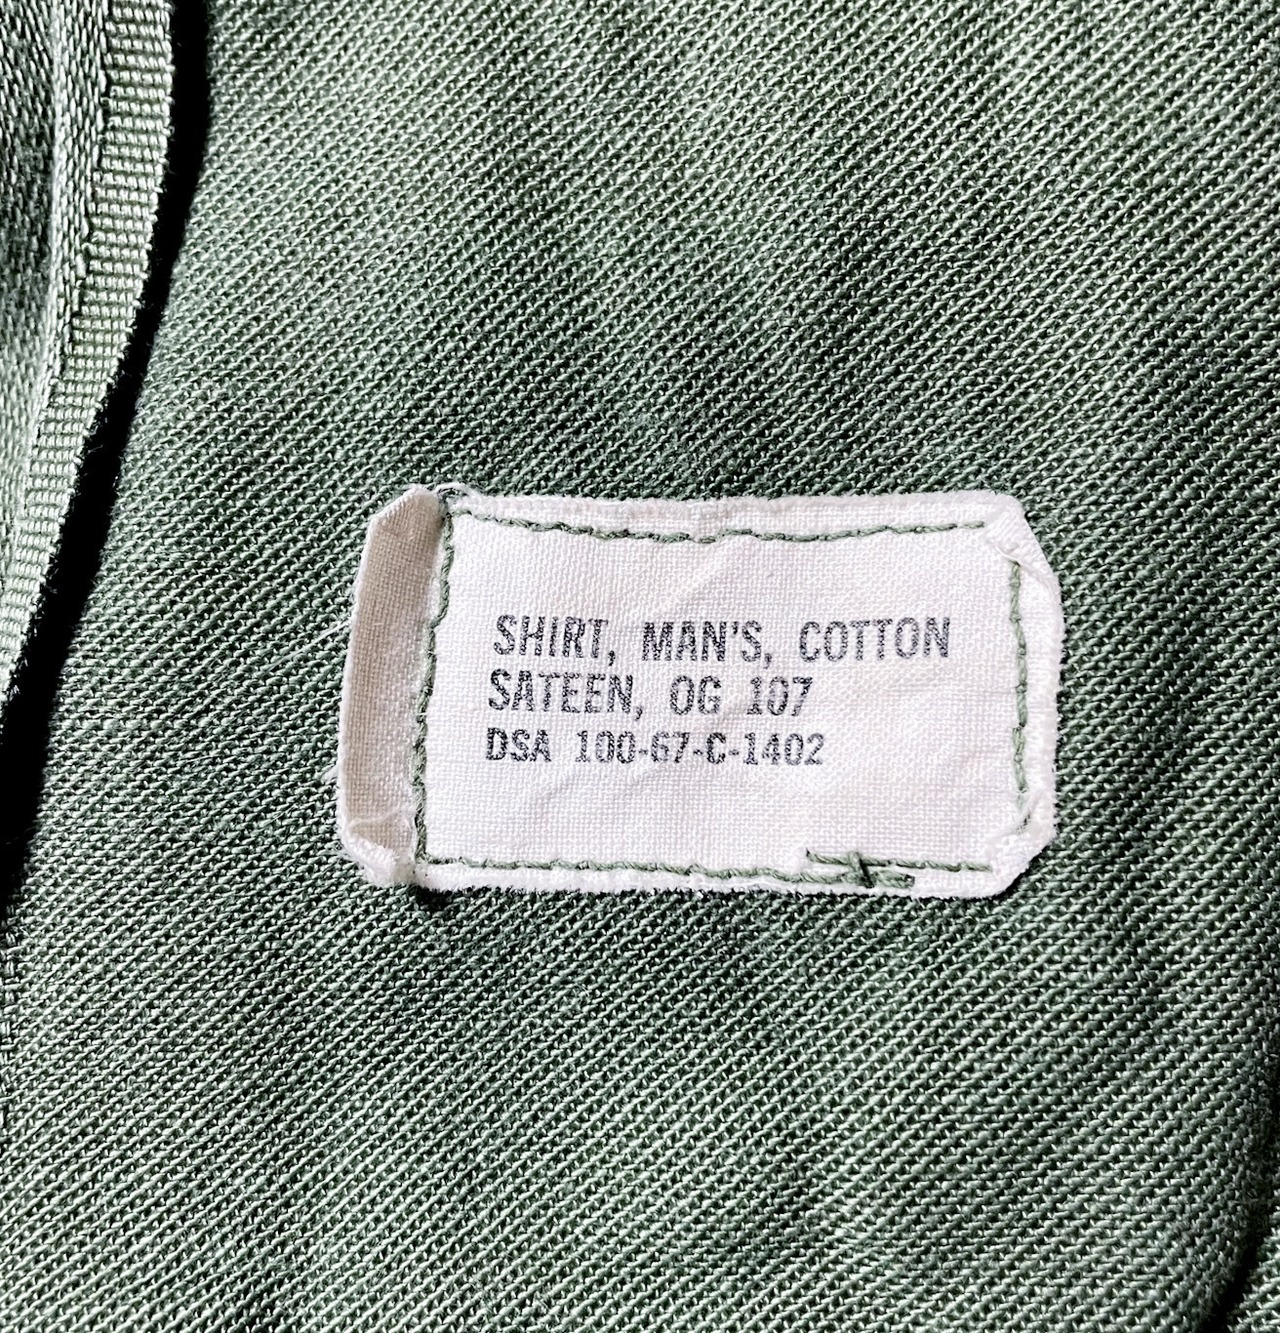 SHIRT, MAN'S, COTTON
SATEEN, OG 107
DSA 100-67-C-1402